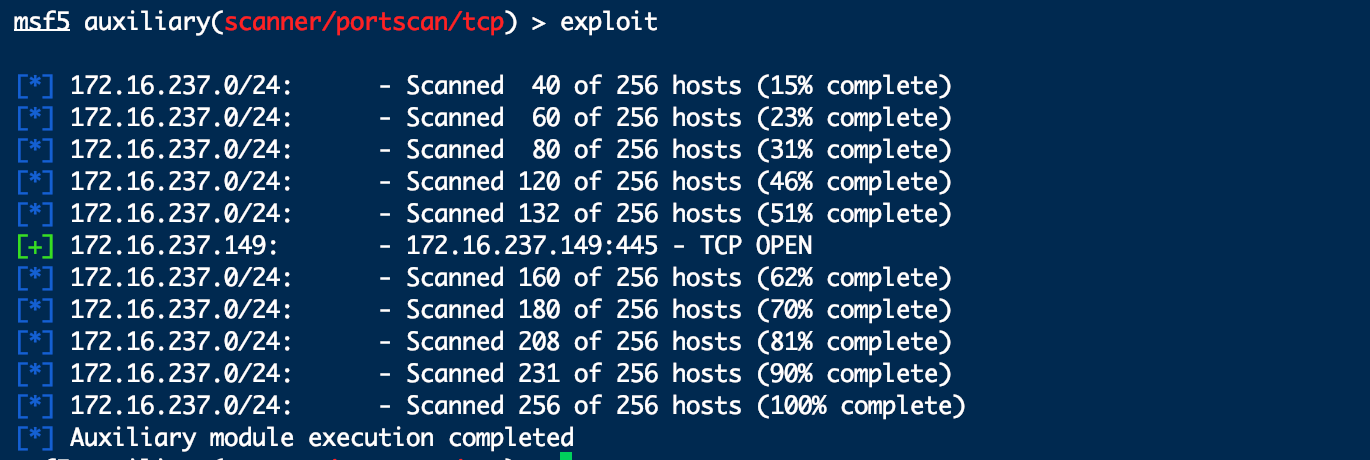 msf5 auxiliary(scanner/portscan/tcp) > exploit
[*] 172.16.237.0/24:      - Scanned  40 of 256 hosts (15% complete)
[*] 172.16.237.0/24:      - Scanned  60 of 256 hosts (23% complete)
[*] 172.16.237.0/24:      - Scanned  80 of 256 hosts (31% complete)
[*] 172.16.237.0/24:      - Scanned 120 of 256 hosts (46% complete)
[*] 172.16.237.0/24:      - Scanned 132 of 256 hosts (51% complete)
[+] 172.16.237.149:       - 172.16.237.149:445 - TCP OPEN
[*] 172.16.237.0/24:      - Scanned 160 of 256 hosts (62% complete)
[*] 172.16.237.0/24:      - Scanned 180 of 256 hosts (70% complete)
[*] 172.16.237.0/24:      - Scanned 208 of 256 hosts (81% complete)
[*] 172.16.237.0/24:      - Scanned 231 of 256 hosts (90% complete)
[*] 172.16.237.0/24:      - Scanned 256 of 256 hosts (100% complete)
[*] Auxiliary module execution completed